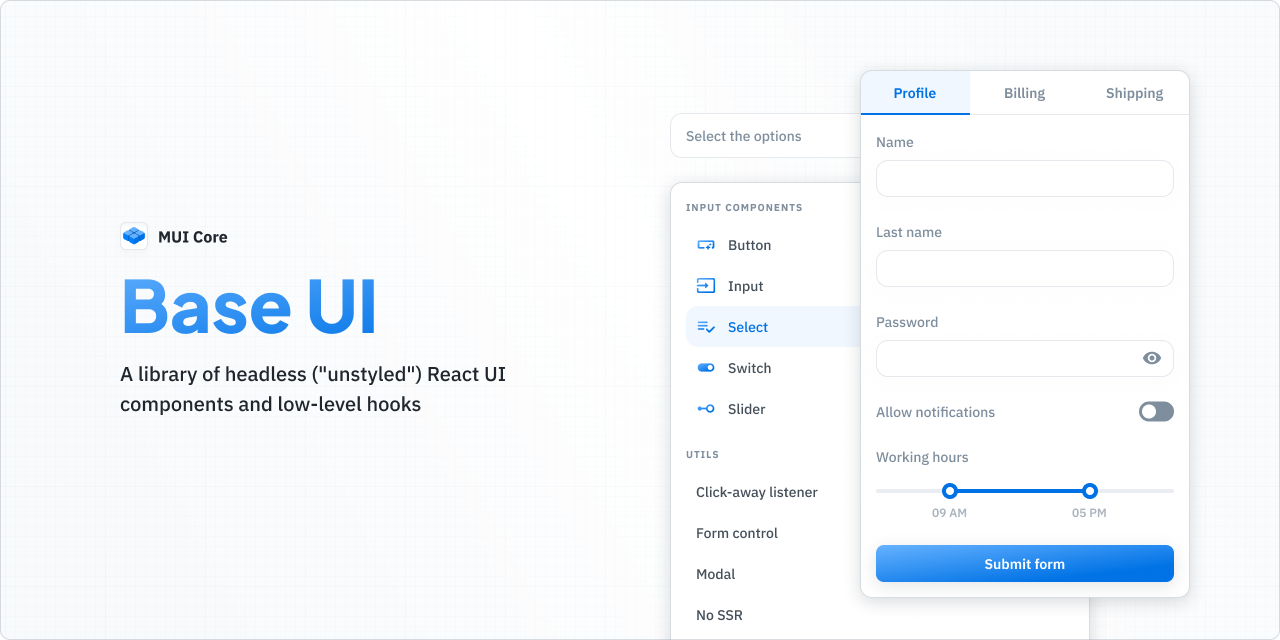 MUI Core
Base UI
A library of headless ("unstyled") React UI
components and low-level hooks
Select the options
INPUT COMPONENTS
Button
Input
Select
Switch
Slider
UTILS
Click-away listener
Form control
Modal
No SSR
Profile Billing Shipping
Name
Last name
Password
Allow notifications
Working hours
09 AM 05 PM
Submit form